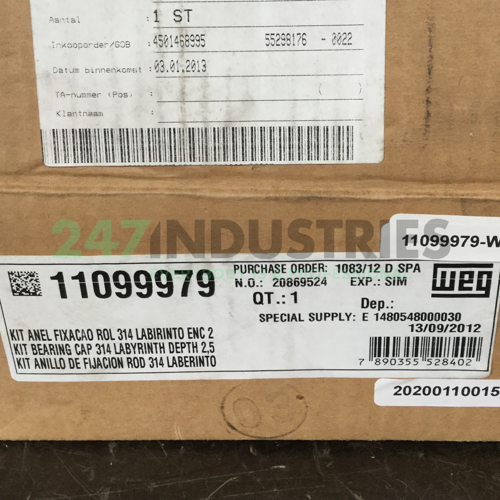 Aantal :1 ST
Inkooporder/GOB :4501468995 55298176 - 0022
Datum binnenkomst :03.01.2013
TA-nummer (Pos) : ( )
Klantnaam :
247INDUSTRIES
11099979-W
11099979
PURCHASE ORDER: 1083/12 D SPA
N.O.: 20869524 EXP.: SIM
QT.: 1 Dep.:
SPECIAL SUPPLY: E 1480548000030
13/09/2012
WEG
KIT ANEL FIXACAO ROL 314 LABIRINTO ENC 2
KIT BEARING CAP 314 LABYRINTH DEPTH 2,5
KIT ANILLO DE FIJACION ROD 314 LABERINTO
7 890355 528402
20200110015
03